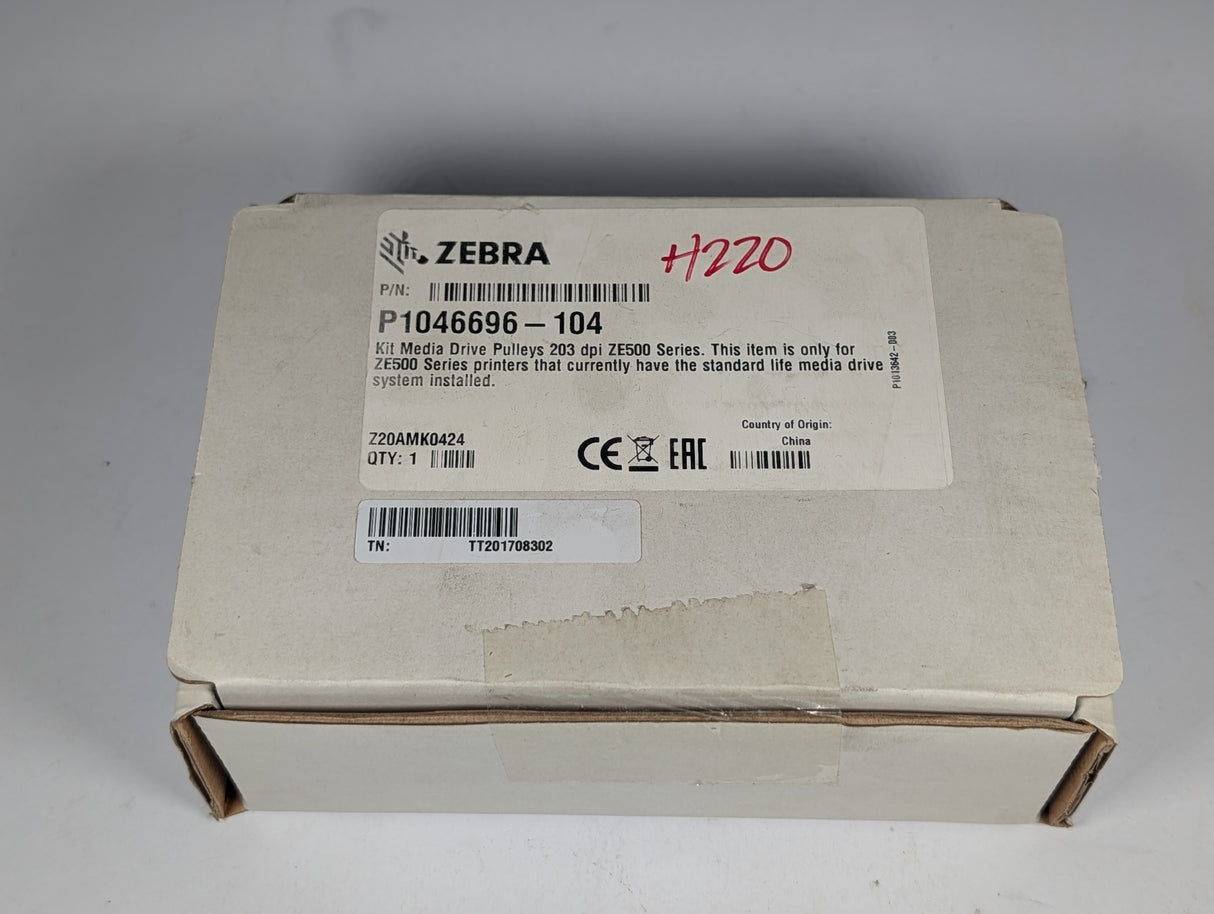 ZEBRA
H220
P/N:
P1046696-104
Kit Media Drive Pulleys 203 dpi ZE500 Series. This item is only for
ZE500 Series printers that currently have the standard life media drive
system installed.
P1013642-003
Z20AMK0424
QTY: 1
CE
EAC
Country of Origin:
China
TN: TT201708302